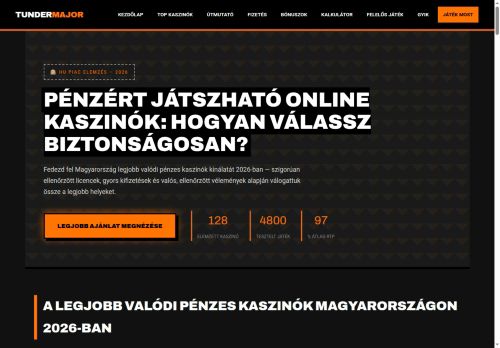 TUNDERMAJOR
KEZDŐLAP
TOP KASZINÓK
ÚTMUTATÓ
FIZETÉS
BÓNUSZOK
KALKULÁTOR
FELELŐS JÁTÉK
GYIK
JÁTÉK MOST
HU PIAC ELEMZÉS · 2026
PÉNZÉRT JÁTSZHATÓ ONLINE
KASZINÓK: HOGYAN VÁLASSZ
BIZTONSÁGOSAN?
Fedezd fel Magyarország legjobb valódi pénzes kaszinók kínálatát 2026-ban — szigorúan
ellenőrzött licencek, gyors kifizetések és valós, ellenőrzött vélemények alapján válogattuk
össze a legjobb helyeket.
LEGJOBB AJÁNLAT MEGNÉZÉSE
128
ELEMZETT KASZINÓ
4800
TESZTELT JÁTÉK
97
% ÁTLAG RTP
A LEGJOBB VALÓDI PÉNZES KASZINÓK MAGYARORSZÁGON
2026-BAN